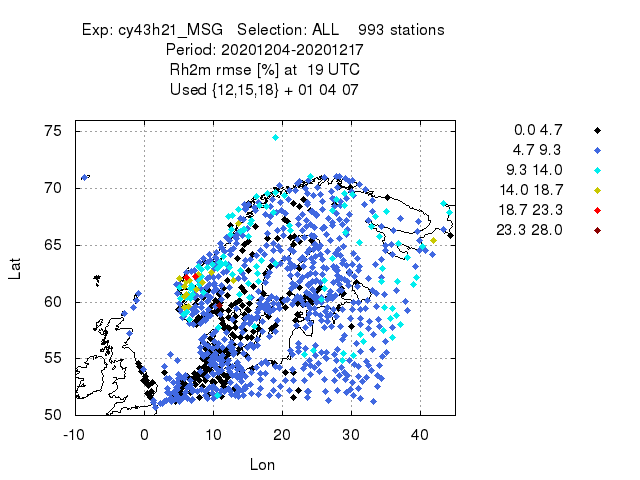 Exp: cy43h21_MSG   Selection: ALL    993 stations
Period: 20201204-20201217
Rh2m rmse [%] at  19 UTC
Used {12,15,18} + 01 04 07
0.0 4.7
4.7 9.3
9.3 14.0
14.0 18.7
18.7 23.3
23.3 28.0
75
70
65
60
55
50
Lat
-10 0 10 20 30 40
Lon